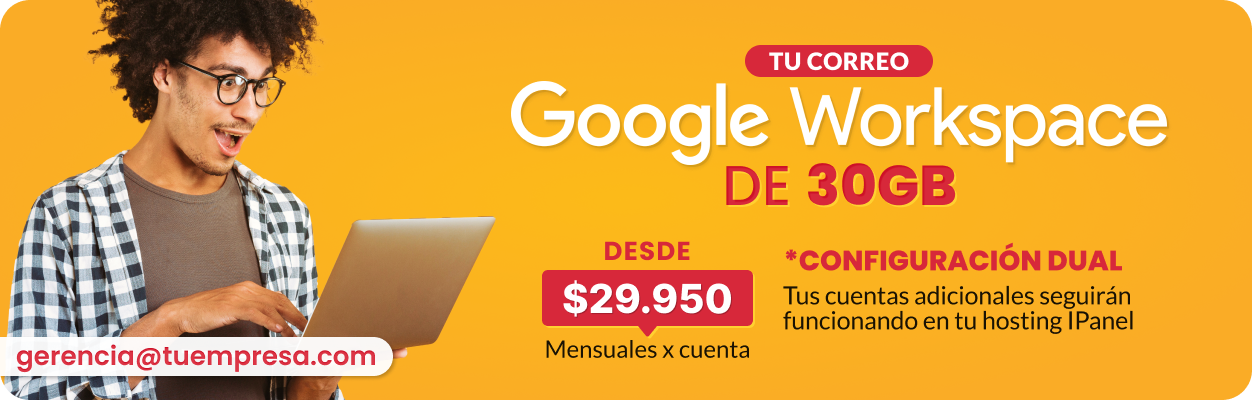 TU CORREO
Google Workspace
DE 30GB
DESDE
$29.950
Mensuales x cuenta
*CONFIGURACIÓN DUAL
Tus cuentas adicionales seguirán
funcionando en tu hosting IPanel
gerencia@tuempresa.com